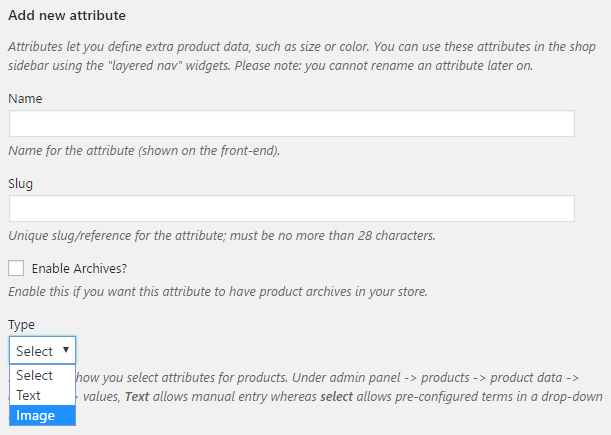 Add new attribute
Attributes let you define extra product data, such as size or color. You can use these attributes in the shop
sidebar using the "layered nav" widgets. Please note: you cannot rename an attribute later on.
Name
Name for the attribute (shown on the front-end).
Slug
Unique slug/reference for the attribute; must be no more than 28 characters.
Enable Archives?
Enable this if you want this attribute to have product archives in your store.
Type
Select
Select
Text
Image
how you select attributes for products. Under admin panel -> products -> product data ->
values, Text allows manual entry whereas select allows pre-configured terms in a drop-down